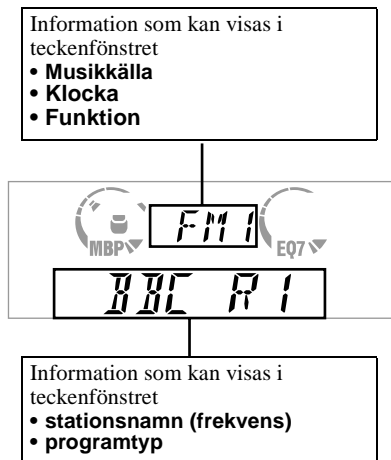 Information som kan visas i
teckenfönstret
• Musikkälla
• Klocka
• Funktion
FM1
MBP
EQ7
BBC R1
Information som kan visas i
teckenfönstret
• stationsnamn (frekvens)
• programtyp